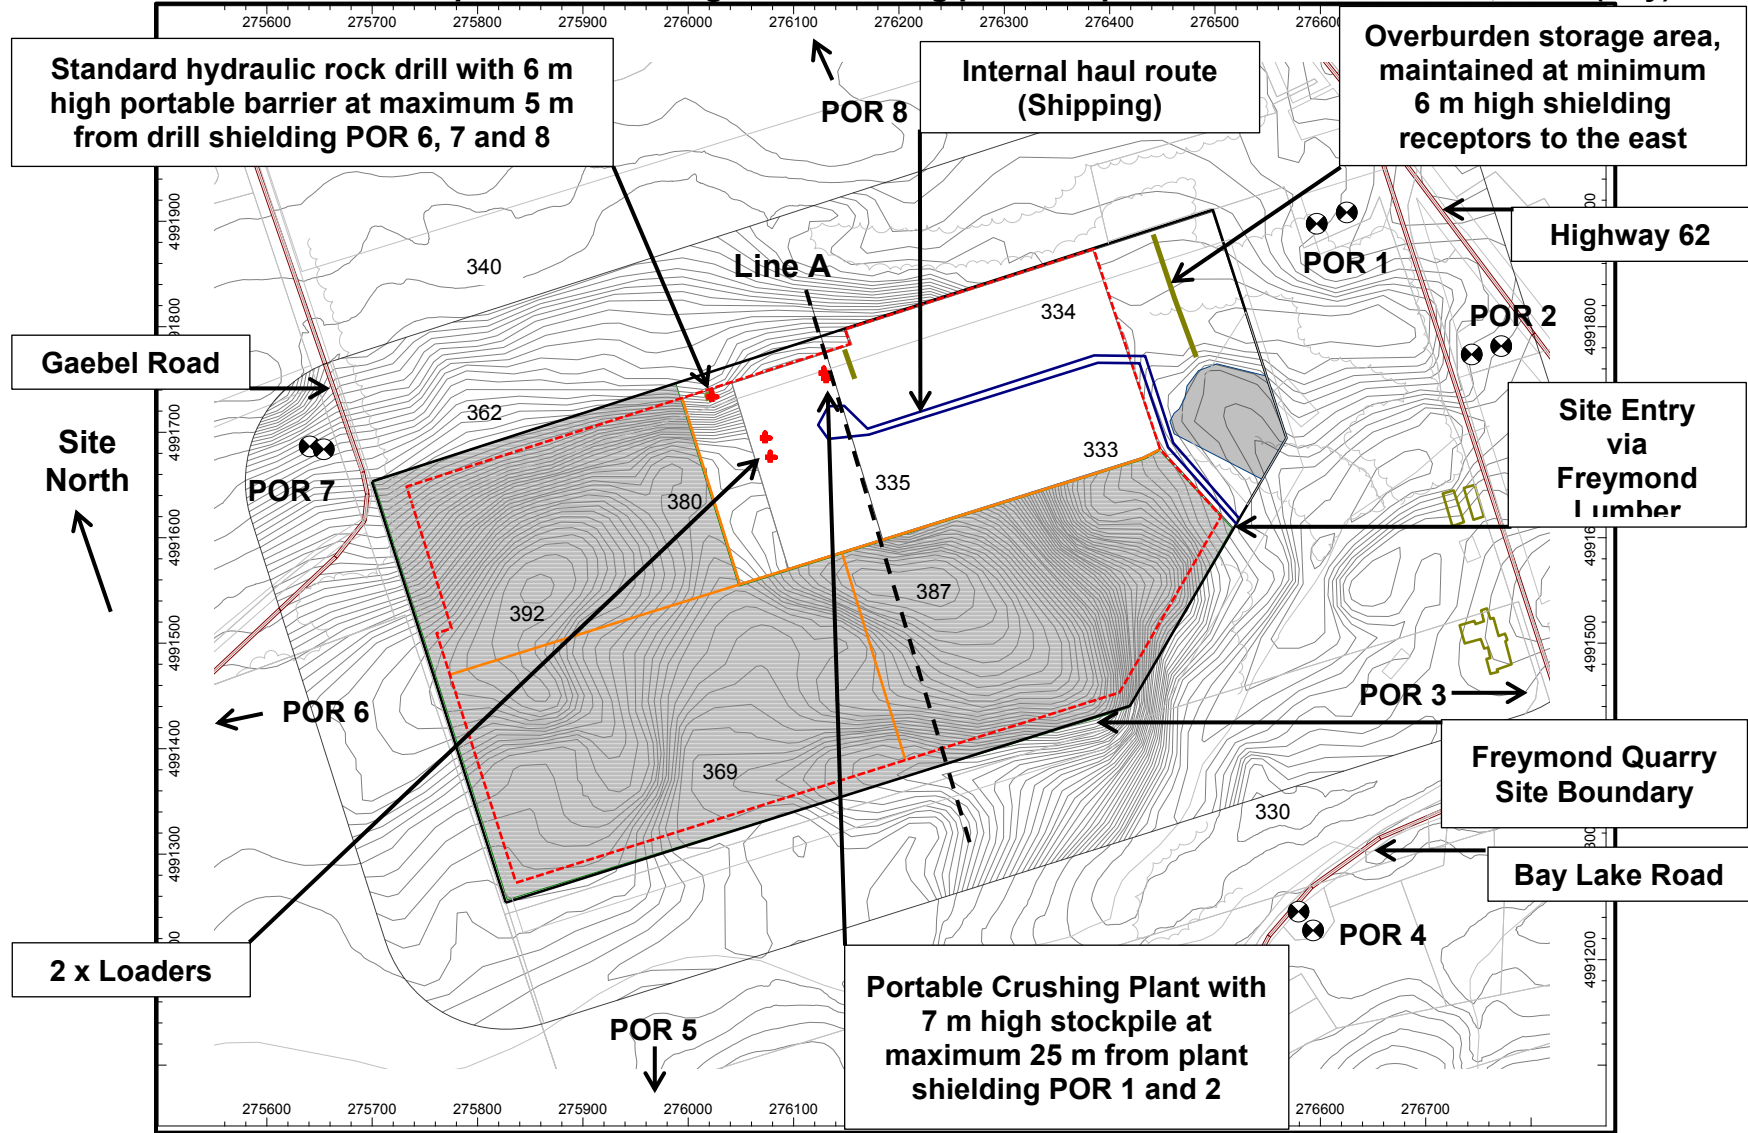 275600 275700 275800 275900 276000 276100 276200 276300 276400 276500 27660
Standard hydraulic rock drill with 6 m
high portable barrier at maximum 5 m
from drill shielding POR 6, 7 and 8
POR 8
Internal haul route
(Shipping)
Overburden storage area,
maintained at minimum
6 m high shielding
receptors to the east
Highway 62
POR 1
POR 2
340
Line A
334
Gaebel Road
362
Site
North
POR 7
380
335
333
Site Entry
via
Freymond
Lumber
392
387
POR 6
POR 3
369
Freymond Quarry
Site Boundary
330
Bay Lake Road
POR 4
2 x Loaders
POR 5
Portable Crushing Plant with
7 m high stockpile at
maximum 25 m from plant
shielding POR 1 and 2
4991900
4991800
4991700
4991600
4991500
4991400
4991300
4991800
4991700
4991500
4991200
275600 275700 275800 275900 276000 276100 276600 276700